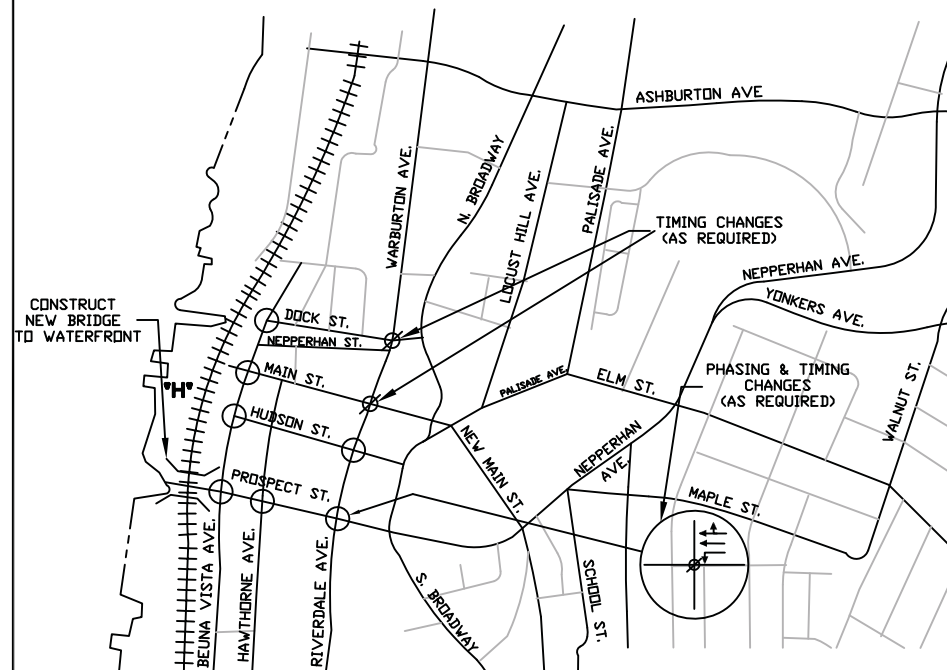 ASHBURTON AVE
WARBURTON AVE.
N. BROADWAY
LOCUST HILL AVE.
PALISADE AVE.
TIMING CHANGES
(AS REQUIRED)
NEPPERHAN AVE.
YONKERS AVE.
CONSTRUCT
NEW BRIDGE
TO WATERFRONT
"H"
DOCK ST.
NEPPERHAN ST.
MAIN ST.
HUDSON ST.
PROSPECT ST.
PALISADE AVE.
ELM ST.
PHASING & TIMING
CHANGES
(AS REQUIRED)
WALNUT ST.
NEW MAIN ST.
NEPPERHAN
AVE.
MAPLE ST.
BEUNA VISTA AVE.
HAWTHORNE AVE.
RIVERDALE AVE.
S. BROADWAY
SCHOOL ST.